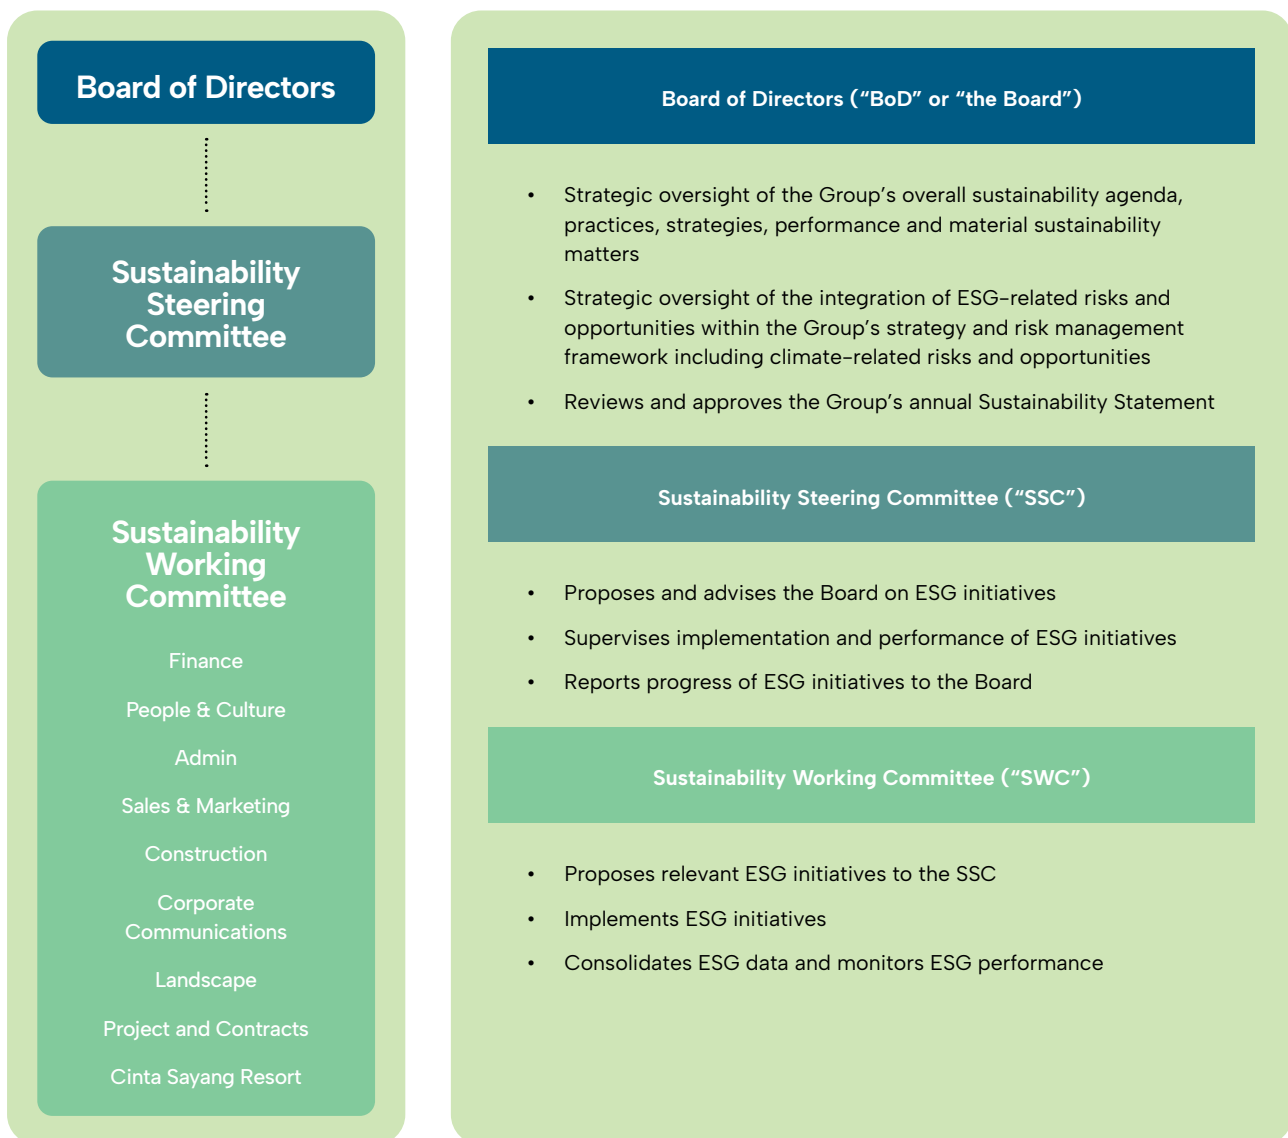 Board of Directors
Sustainability
Steering
Committee
Sustainability
Working
Committee
Finance
People & Culture
Admin
Sales & Marketing
Construction
Corporate
Communications
Landscape
Project and Contracts
Cinta Sayang Resort
Board of Directors (“BoD” or “the Board”)
• Strategic oversight of the Group’s overall sustainability agenda,
practices, strategies, performance and material sustainability
matters
• Strategic oversight of the integration of ESG-related risks and
opportunities within the Group’s strategy and risk management
framework including climate-related risks and opportunities
• Reviews and approves the Group’s annual Sustainability Statement
Sustainability Steering Committee (“SSC”)
• Proposes and advises the Board on ESG initiatives
• Supervises implementation and performance of ESG initiatives
• Reports progress of ESG initiatives to the Board
Sustainability Working Committee (“SWC”)
• Proposes relevant ESG initiatives to the SSC
• Implements ESG initiatives
• Consolidates ESG data and monitors ESG performance